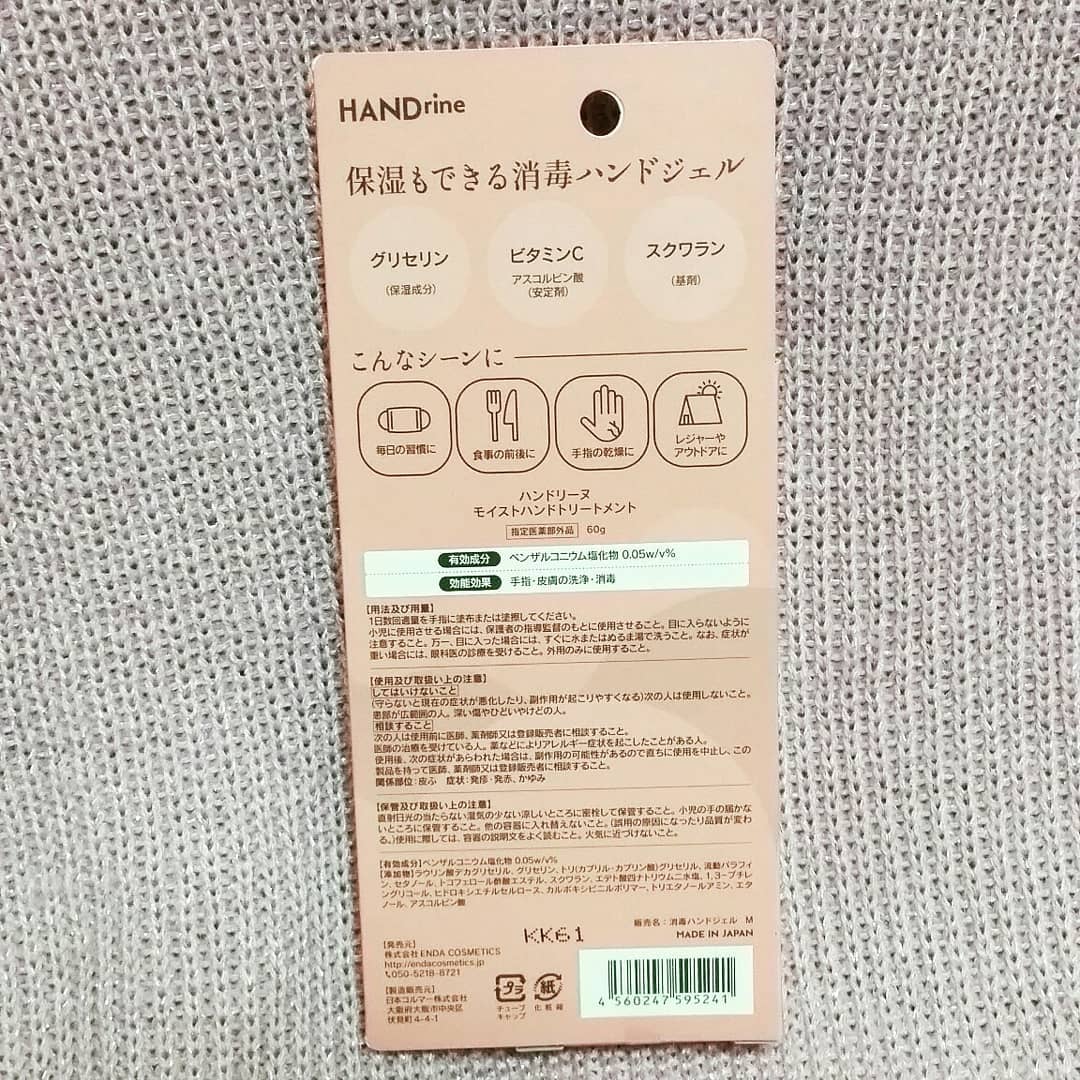 HANDrine
保湿もできる消毒ハンドジェル
グリセリン
(保湿成分)
ビタミンC
アスコルビン酸
(安定剤)
スクワラン
(基剤)
こんなシーンに
毎日の習慣に
食事の前後に
手指の乾燥に
レジャーや
アウトドアに
ハンドリーヌ
モイストハンドトリートメント
指定医薬部外品 60g
有効成分 ベンザルコニウム塩化物 0.05w/v%
効能効果 手指・皮膚の洗浄・消毒
【用法及び用量】
1日数回適量を手指に塗布または塗擦してください。
小児に使用させる場合には、保護者の指導監督のもとに使用させること。目に入らないように
注意すること。万一、目に入った場合には、すぐに水またはぬるま湯で洗うこと。なお、症状が
重い場合には、眼科医の診療を受けること。外用のみに使用すること。
【使用及び取扱い上の注意】
してはいけないこと
(守らないと現在の症状が悪化したり、副作用が起こりやすくなる)次の人は使用しないこと。
患部が広範囲の人。深い傷やひどいやけどの人。
相談すること
次の人は使用前に医師、薬剤師又は登録販売者に相談すること。
医師の治療を受けている人。薬などによりアレルギー症状を起こしたことがある人。
使用後、次の症状があらわれた場合は、副作用の可能性があるので直ちに使用を中止し、この
製品を持って医師、薬剤師又は登録販売者に相談すること。
関係部位:皮ふ 症状:発疹・発赤、かゆみ
【保管及び取扱い上の注意】
直射日光の当たらない湿気の少ない涼しいところに密栓して保管すること。小児の手の届かな
いところに保管すること。他の容器に入れ替えないこと。(誤用の原因になったり品質が変わ
る。)使用に際しては、容器の説明文をよく読むこと。火気に近づけないこと。
【有効成分】ベンザルコニウム塩化物 0.05w/v%
【添加物】ラウリン酸デカグリセリル、グリセリン、トリ(カプリル・カプリン酸)グリセリル、流動パラフィ
ン、セタノール、トコフェロール酢酸エステル、スクワラン、エデト酸四ナトリウム二水塩、1,3-ブチレ
ングリコール、ヒドロキシエチルセルロース、カルボキシビニルポリマー、トリエタノールアミン、エタ
ノール、アスコルビン酸
販売名:消毒ハンドジェル M
KK61
MADE IN JAPAN
【発売元】
株式会社 ENDA COSMETICS
http://endacosmetics.jp
050-5218-8721
【製造販売元】
日本コルマー株式会社
大阪府大阪市中央区
伏見町4-4-1
プラ
チューブ
キャップ
紙
化粧箱
4 560247 595241